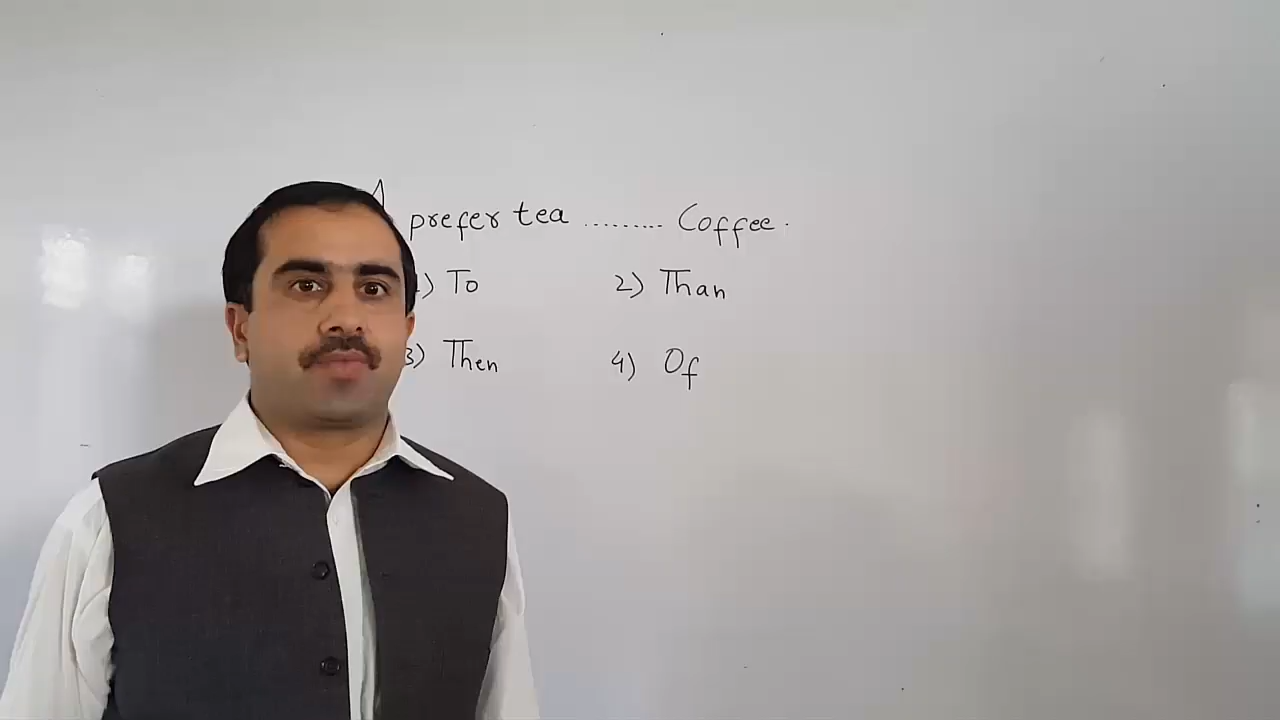 prefer tea ......... Coffee.
) To 2) Than
3) Then 4) Of